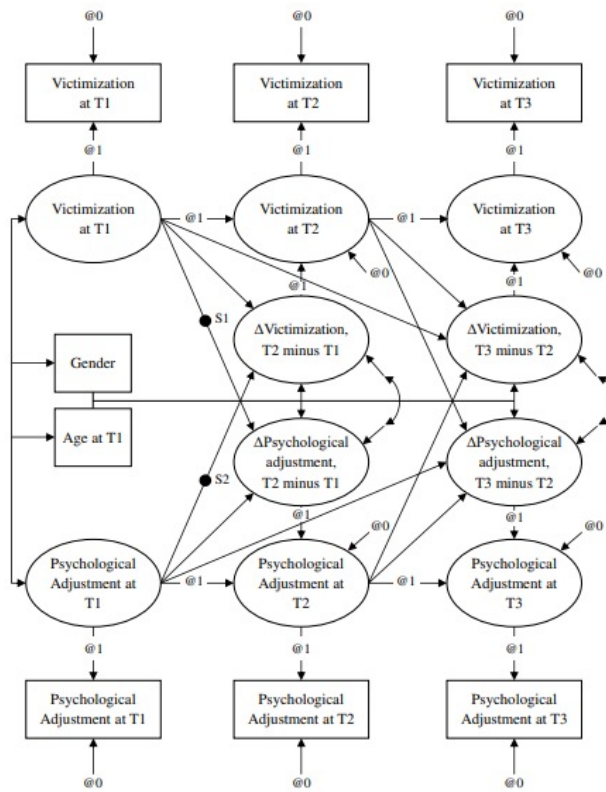 @0 @0 @0
Victimization
at T1
Victimization
at T2
Victimization
at T3
@1 @1 @1
Victimization
at T1
@1
Victimization
at T2
@1
Victimization
at T3
@0 @0
@1 @1
S1
ΔVictimization,
T2 minus T1
ΔVictimization,
T3 minus T2
Gender
Age at T1
ΔPsychological
adjustment,
T2 minus T1
ΔPsychological
adjustment,
T3 minus T2
S2
@1 @1
@0 @0
Psychological
Adjustment at
T1
@1
Psychological
Adjustment at
T2
@1
Psychological
Adjustment at
T3
@1 @1 @1
Psychological
Adjustment at T1
Psychological
Adjustment at T2
Psychological
Adjustment at T3
@0 @0 @0